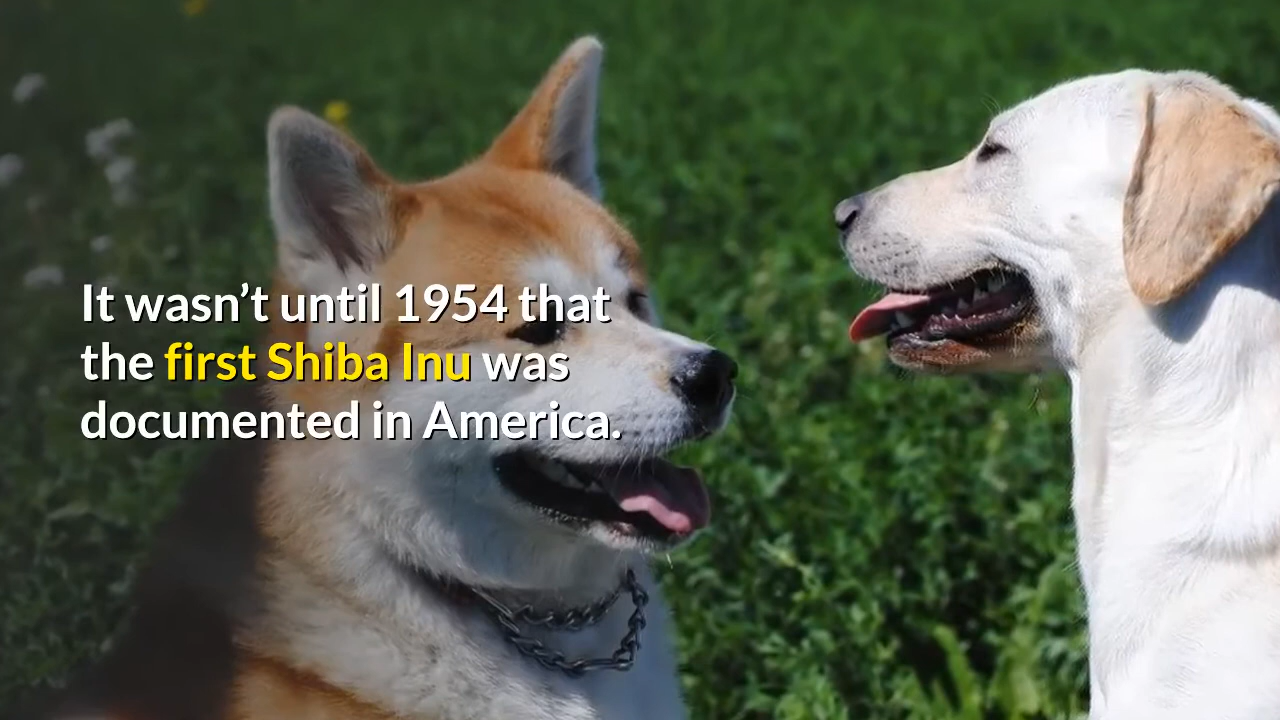 It wasn’t until 1954 that
the first Shiba Inu was
documented in America.